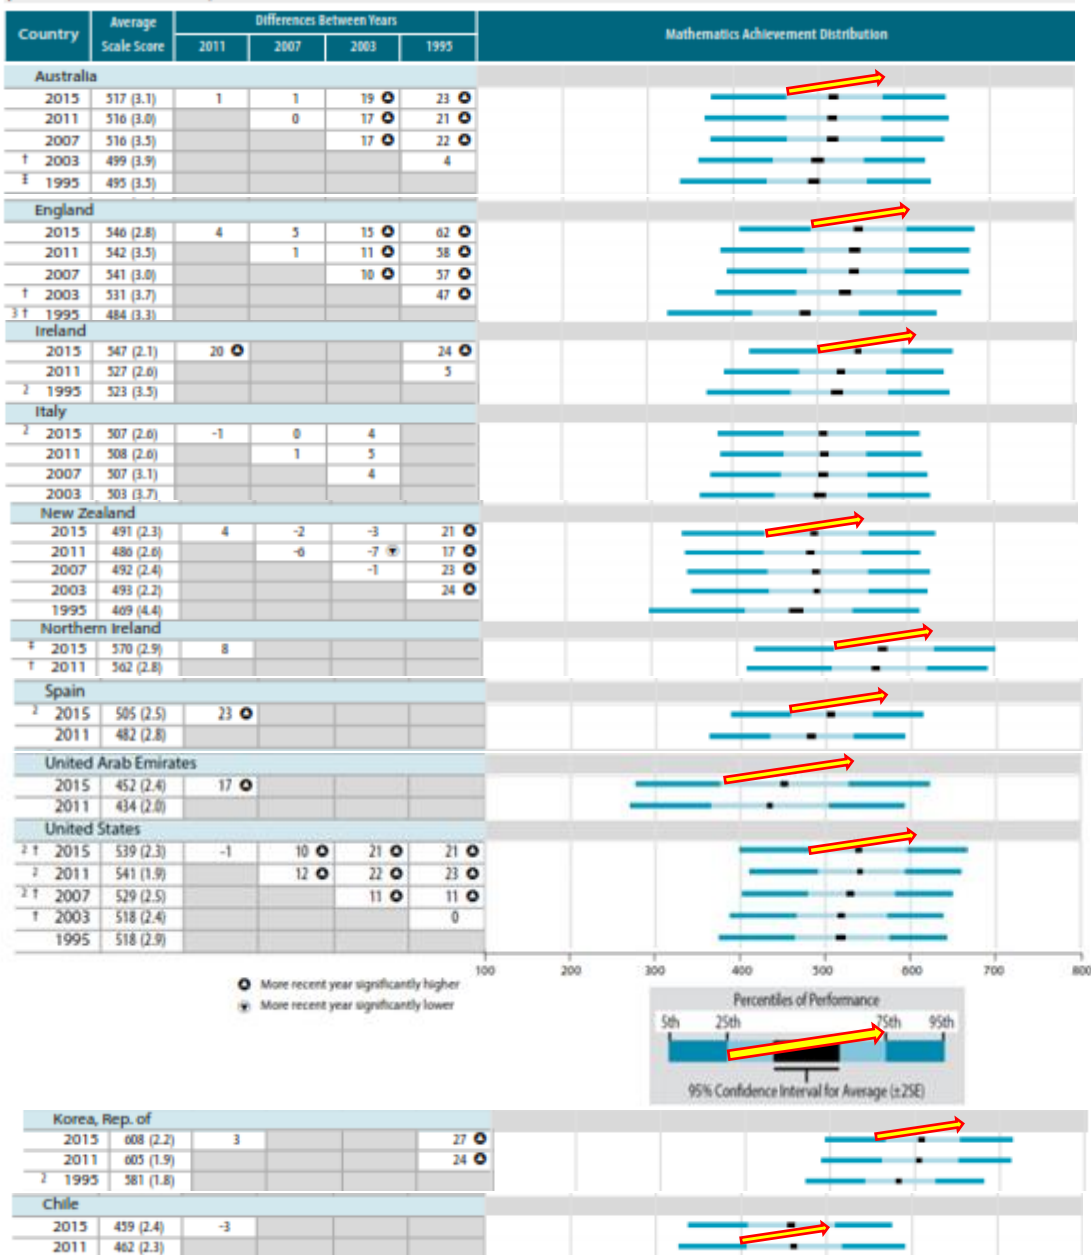 Country Average Scale Score Differences Between Years Mathematics Achievement Distribution
2011 2007 2003 1995
Australia
2015 517 (3.1) 1 1 19 23
2011 516 (3.0) 0 17 21
2007 516 (3.5) 17 22
† 2003 499 (3.9) 4
‡ 1995 495 (3.5)
England
2015 546 (2.8) 4 5 15 62
2011 542 (3.5) 1 11 58
2007 541 (3.0) 10 57
† 2003 531 (3.7) 47
3 † 1995 484 (3.3)
Ireland
2015 547 (2.1) 20 24
2011 527 (2.6) 5
2 1995 523 (3.5)
Italy
2 2015 507 (2.6) -1 0 4
2011 508 (2.6) 1 5
2007 507 (3.1) 4
2003 503 (3.7)
New Zealand
2015 491 (2.3) 4 -2 -3 21
2011 486 (2.6) -6 -7 17
2007 492 (2.4) -1 23
2003 493 (2.2) 24
1995 469 (4.4)
Northern Ireland
‡ 2015 570 (2.9) 8
† 2011 562 (2.8)
Spain
2 2015 505 (2.5) 23
2011 482 (2.8)
United Arab Emirates
2015 452 (2.4) 17
2011 434 (2.0)
United States
2 † 2015 539 (2.3) -1 10 21 21
2 2011 541 (1.9) 12 22 23
2 † 2007 529 (2.5) 11 11
† 2003 518 (2.4) 0
1995 518 (2.9)
100 200 300 400 500 600 700 800
More recent year significantly higher
More recent year significantly lower
Percentiles of Performance
5th 25th 75th 95th
95% Confidence Interval for Average (±2SE)
Korea, Rep. of
2015 608 (2.2) 3 27
2011 605 (1.9) 24
2 1995 581 (1.8)
Chile
2015 459 (2.4) -3
2011 462 (2.3)